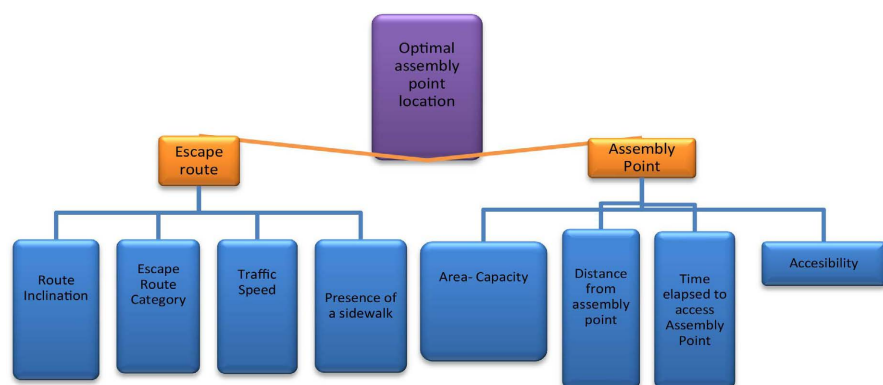 Optimal
assembly
point
location
Escape
route
Assembly
Point
Route
Inclination
Escape
Route
Category
Traffic
Speed
Presence of
a sidewalk
Area- Capacity
Distance
from
assembly
point
Time
elapsed to
access
Assembly
Point
Accesibility